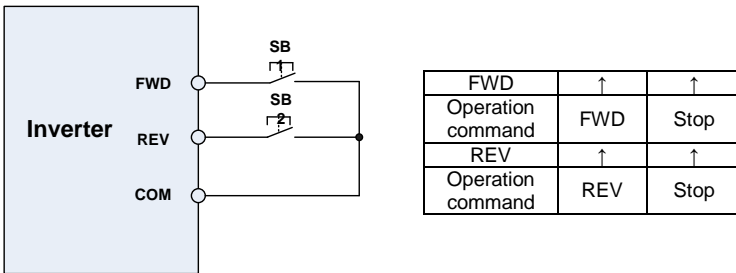 SB
1
FWD
SB
2
Inverter
REV
COM
FWD ↑ ↑
Operation
command FWD Stop
REV ↑ ↑
Operation
command REV Stop